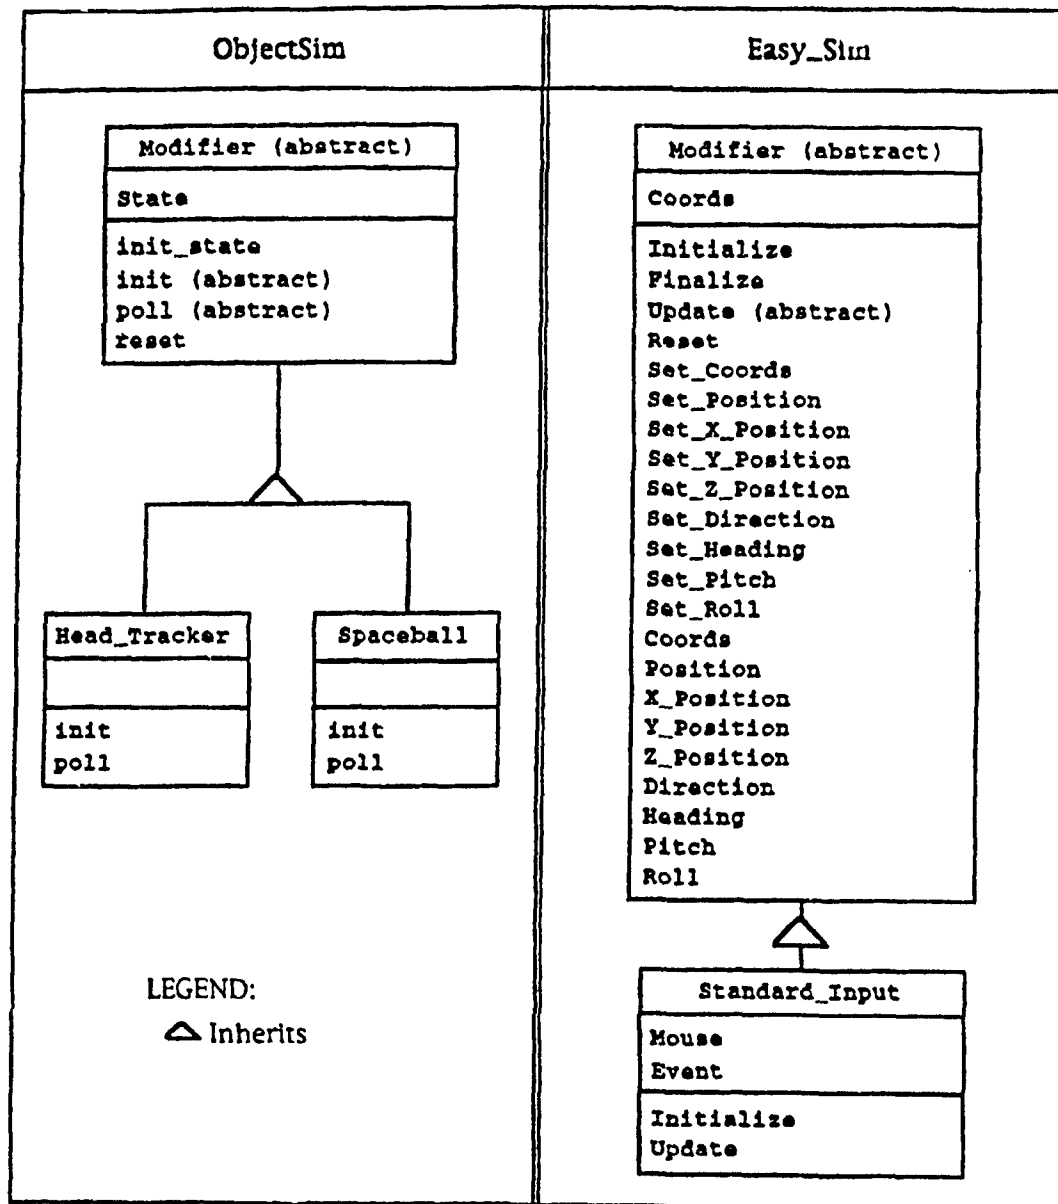 ObjectSim
Modifier (abstract)
State
init_state
init (abstract)
poll (abstract)
reset
Head_Tracker
init
poll
Spaceball
init
poll
LEGEND:
Inherits
Easy_Sim
Modifier (abstract)
Coords
Initialize
Finalize
Update (abstract)
Reset
Set_Coords
Set_Position
Set_X_Position
Set_Y_Position
Set_Z_Position
Set_Direction
Set_Heading
Set_Pitch
Set_Roll
Coords
Position
X_Position
Y_Position
Z_Position
Direction
Heading
Pitch
Roll
Standard_Input
Mouse
Event
Initialize
Update